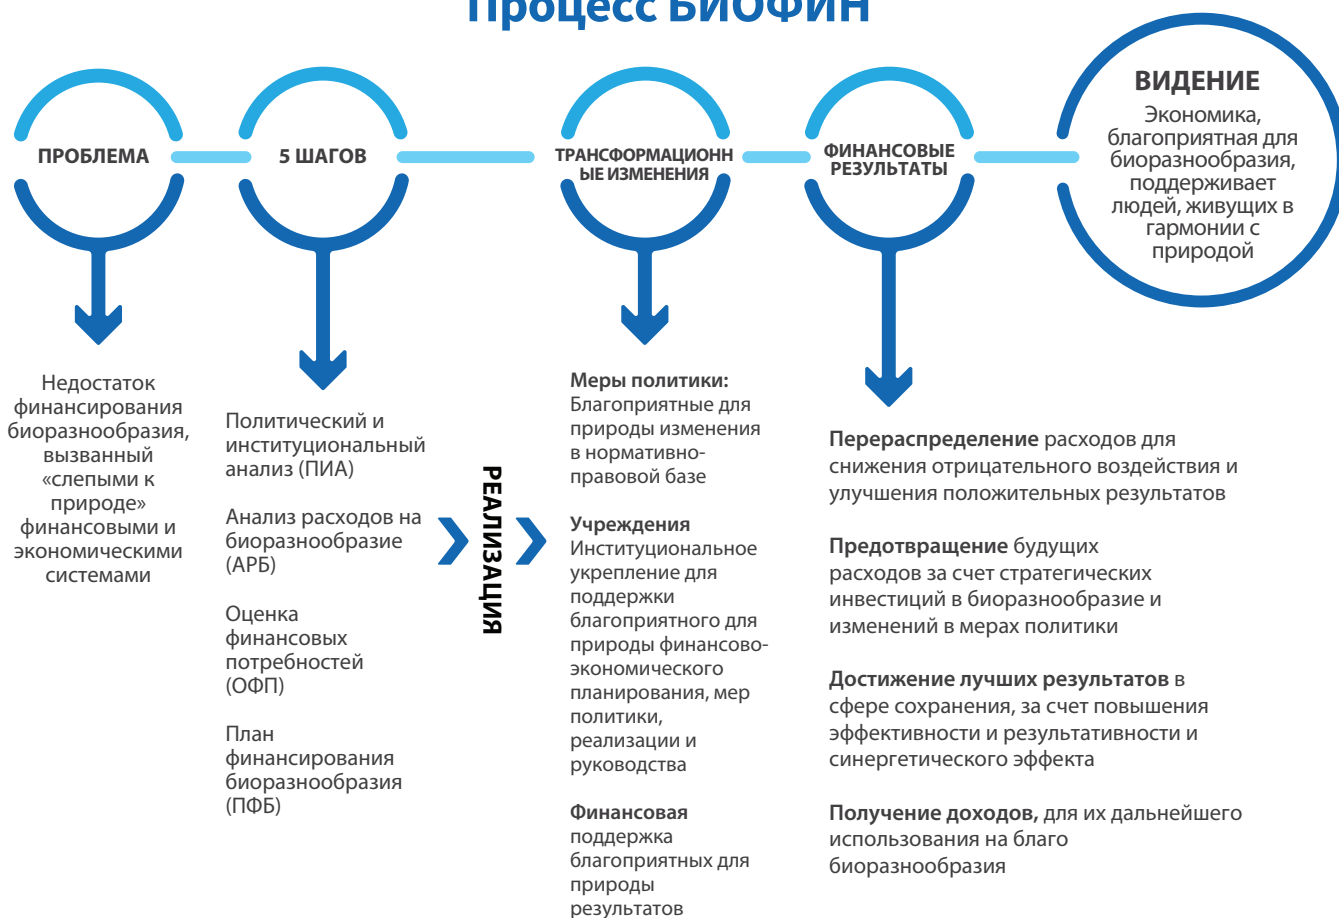 Процесс БИОФИН
ПРОБЛЕМА
5 ШАГОВ
ТРАНСФОРМАЦИОНН
ЫЕ ИЗМЕНЕНИЯ
ФИНАНСОВЫЕ
РЕЗУЛЬТАТЫ
ВИДЕНИЕ
Экономика,
благоприятная для
биоразнообразия,
поддерживает
людей, живущих в
гармонии с
природой
Недостаток
финансирования
биоразнообразия,
вызванный
«слепыми к
природе»
финансовыми и
экономическими
системами
Политический и
институциональный
анализ (ПИА)
Анализ расходов на
биоразнообразие
(АРБ)
Оценка
финансовых
потребностей
(ОФП)
План
финансирования
биоразнообразия
(ПФБ)
РЕАЛИЗАЦИЯ
Меры политики:
Благоприятные для
природы изменения
в нормативно-
правовой базе
Учреждения
Институциональное
укрепление для
поддержки
благоприятного для
природы финансово-
экономического
планирования, мер
политики,
реализации и
руководства
Финансовая
поддержка
благоприятных для
природы
результатов
Перераспределение расходов для
снижения отрицательного воздействия и
улучшения положительных результатов
Предотвращение будущих
расходов за счет стратегических
инвестиций в биоразнообразие и
изменений в мерах политики
Достижение лучших результатов в
сфере сохранения, за счет повышения
эффективности и результативности и
синергетического эффекта
Получение доходов, для их дальнейшего
использования на благо
биоразнообразия